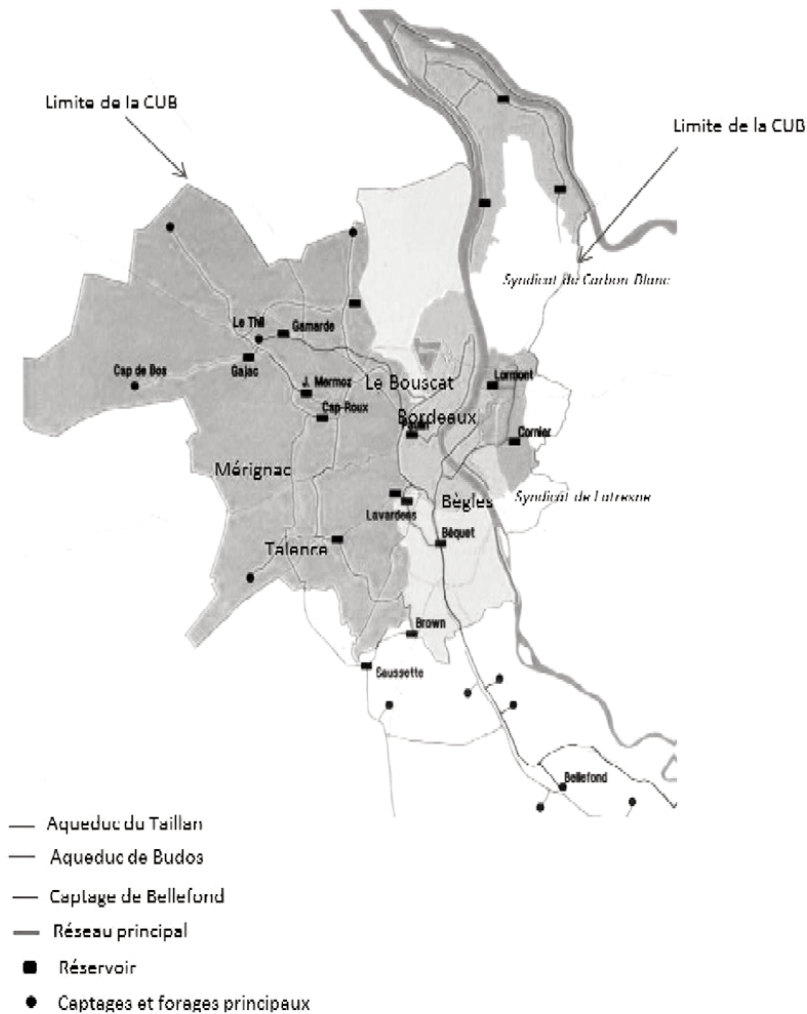 Limite de la CUB
Limite de la CUB
Syndicat de Carbon Blanc
Le Thil
Gamarde
Cap de Bos
Gajac
J. Mermoz
Le Bouscat
Lormont
Cap-Roux
Bordeaux
Paulin
Cornier
Mérignac
Bègles
Syndicat de Latresne
Lavardens
Talence
Béquet
Brown
Saussette
Bellefond
Aqueduc du Taillan
Aqueduc de Budos
Captage de Bellefond
Réseau principal
Réservoir
Captages et forages principaux